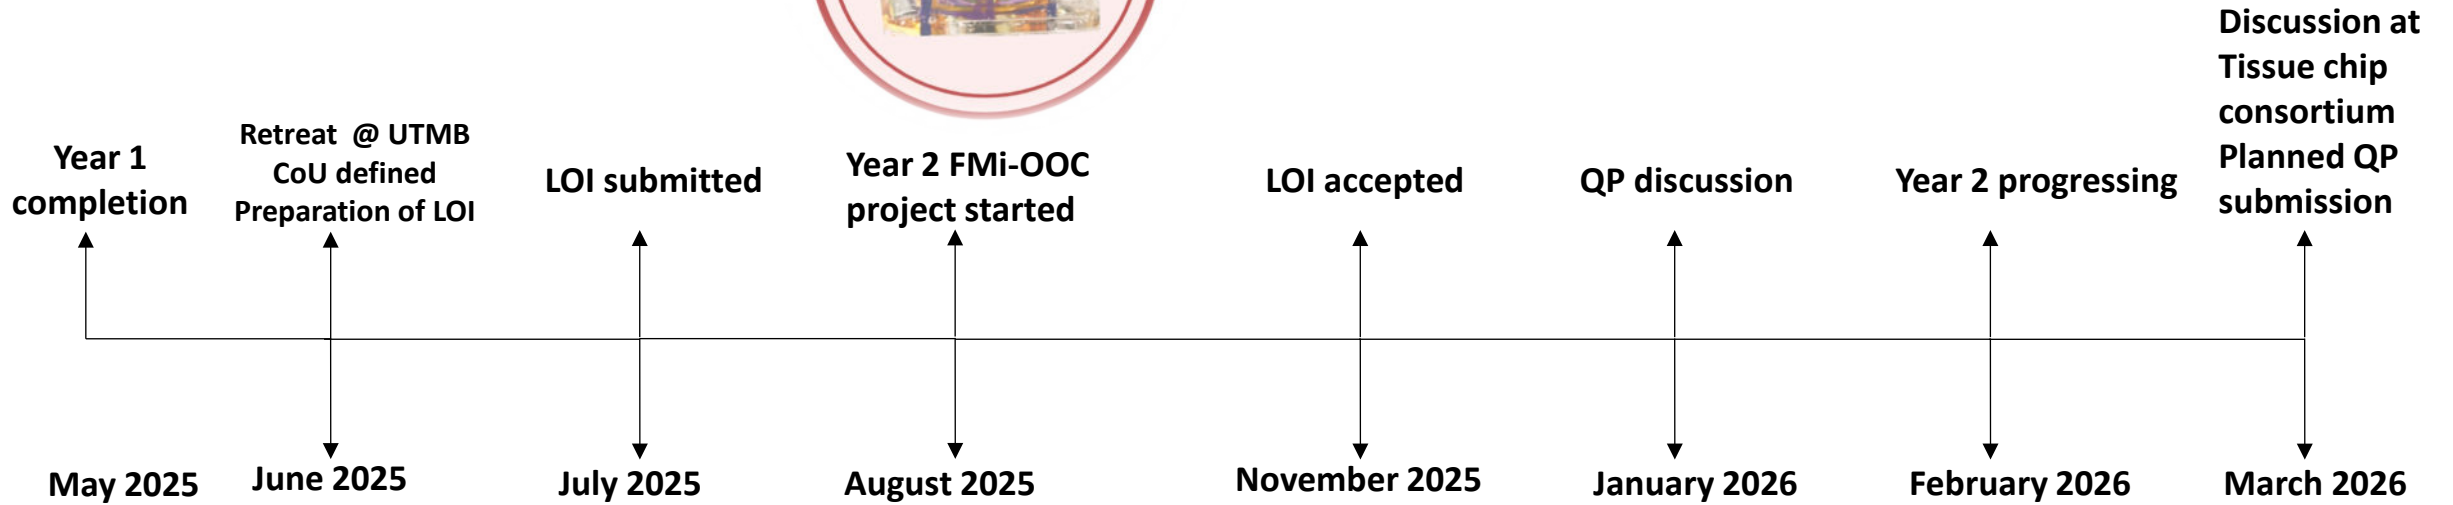 Year 1
completion
Retreat  @ UTMB
CoU defined
Preparation of LOI
LOI submitted
Year 2 FMi-OOC
project started
LOI accepted
QP discussion
Year 2 progressing
Discussion at
Tissue chip
consortium
Planned QP
submission
May 2025
June 2025
July 2025
August 2025
November 2025
January 2026
February 2026
March 2026